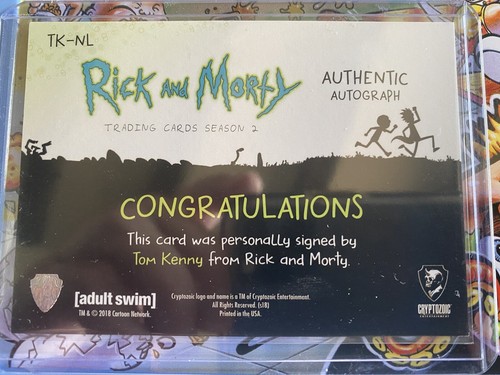 TK-NL
Rick and Morty
AUTHENTIC
AUTOGRAPH
TRADING CARDS SEASON 2
CONGRATULATIONS
This card was personally signed by
Tom Kenny from Rick and Morty.
[adult swim]
TM & © 2018 Cartoon Network.
Cryptozoic logo and name is a TM of Cryptozoic Entertainment.
All Rights Reserved. (s18)
Printed in the USA.
CRYPTOZOIC
ENTERTAINMENT